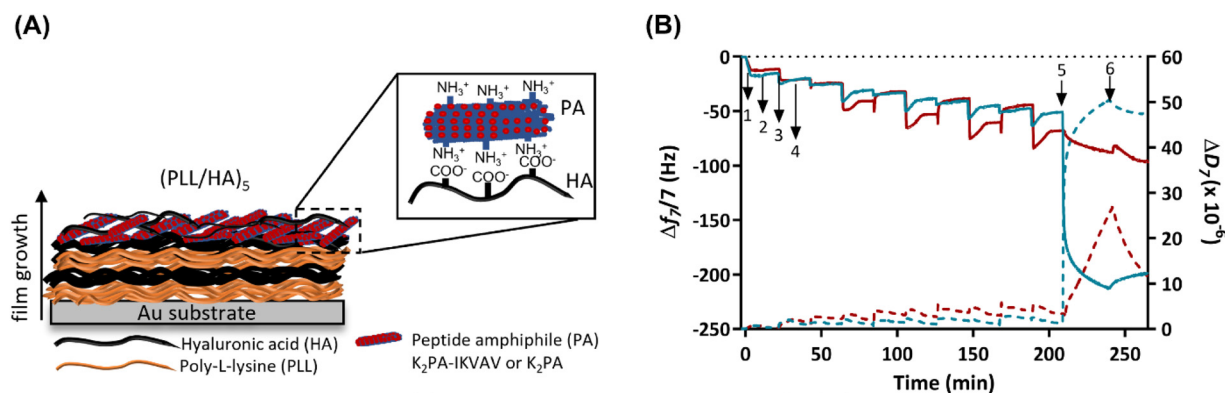 (A)
(PLL/HA)5
film growth
Au substrate
Hyaluronic acid (HA)
Poly-L-lysine (PLL)
Peptide amphiphile (PA)
K2PA-IKVAV or K2PA
NH3+ NH3+ NH3+
PA
NH3+ NH3+ NH3+
COO- COO- COO-
HA
(B)
0
-50
-100
-150
-200
-250
Δf7/7 (Hz)
0 50 100 150 200 250
Time (min)
60
50
40
30
20
10
0
ΔD7(x 10-6)
1
2
3
4
5
6